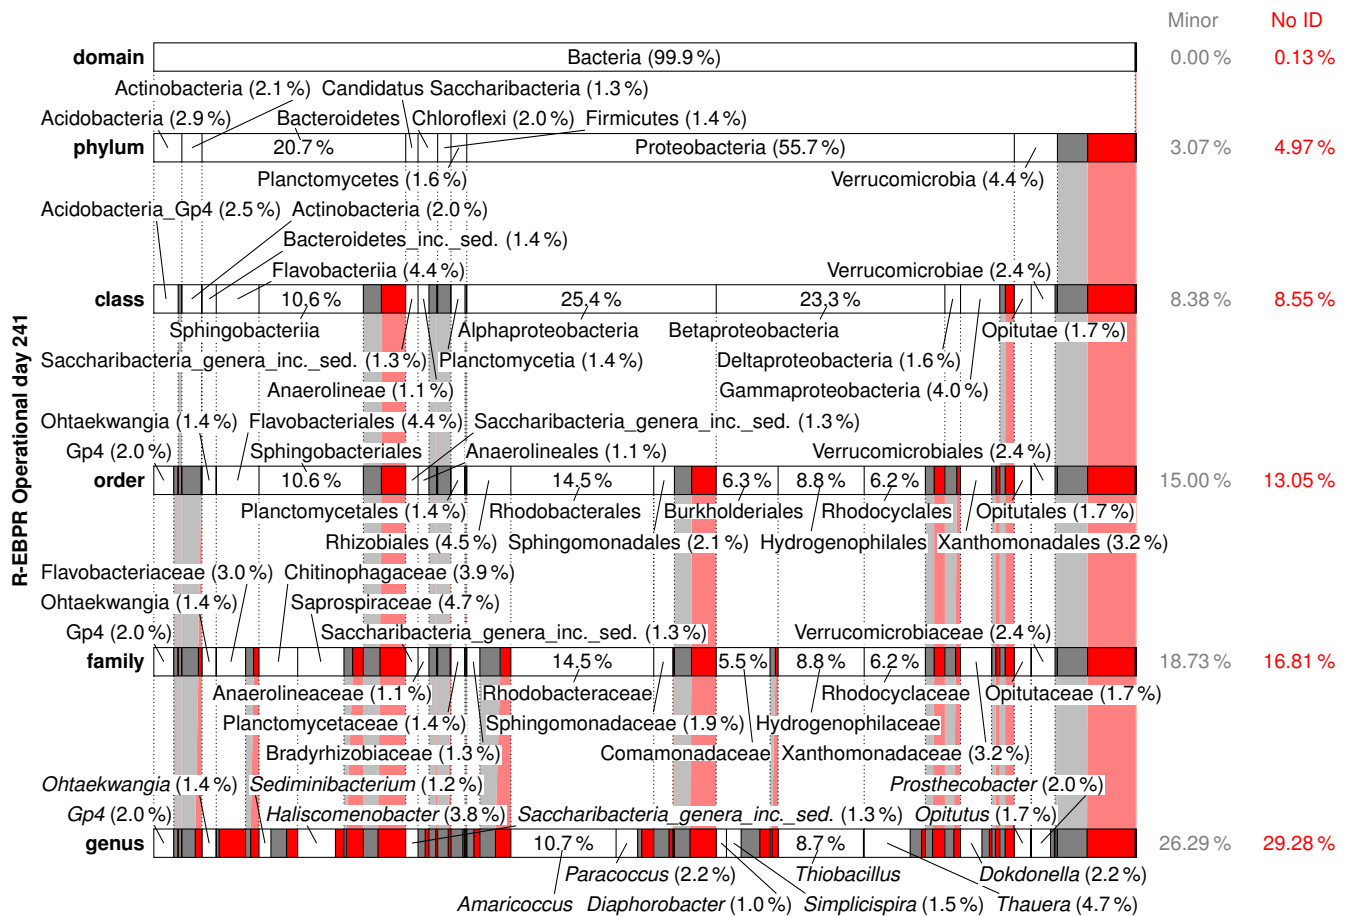 Minor No ID
domain Bacteria (99.9 %) 0.00 % 0.13 %
Actinobacteria (2.1 %) Candidatus Saccharibacteria (1.3 %)
Acidobacteria (2.9 %) Bacteroidetes Chloroflexi (2.0 %) Firmicutes (1.4 %)
phylum 20.7 % Proteobacteria (55.7 %) 3.07 % 4.97 %
Planctomycetes (1.6 %) Verrucomicrobia (4.4 %)
Acidobacteria_Gp4 (2.5 %) Actinobacteria (2.0 %)
Bacteroidetes_inc._sed. (1.4 %)
Flavobacteriia (4.4 %) Verrucomicrobiae (2.4 %)
class 10.6 % 25.4 % 23.3 % 8.38 % 8.55 %
Sphingobacteriia Alphaproteobacteria Betaproteobacteria Opitutae (1.7 %)
Saccharibacteria_genera_inc._sed. (1.3 %) Planctomycetia (1.4 %) Deltaproteobacteria (1.6 %)
Anaerolineae (1.1 %) Gammaproteobacteria (4.0 %)
R-EBPR Operational day 241
Ohtaekwangia (1.4 %) Flavobacteriales (4.4 %) Saccharibacteria_genera_inc._sed. (1.3 %)
Gp4 (2.0 %) Sphingobacteriales Anaerolineales (1.1 %) Verrucomicrobiales (2.4 %)
order 10.6 % 14.5 % 6.3 % 8.8 % 6.2 % 15.00 % 13.05 %
Planctomycetales (1.4 %) Rhodobacterales Burkholderiales Rhodocyclales Opitutales (1.7 %)
Rhizobiales (4.5 %) Sphingomonadales (2.1 %) Hydrogenophilales Xanthomonadales (3.2 %)
Flavobacteriaceae (3.0 %) Chitinophagaceae (3.9 %)
Ohtaekwangia (1.4 %) Saprospiraceae (4.7 %)
Gp4 (2.0 %) Saccharibacteria_genera_inc._sed. (1.3 %) Verrucomicrobiaceae (2.4 %)
family 14.5 % 5.5 % 8.8 % 6.2 % 18.73 % 16.81 %
Anaerolineaceae (1.1 %) Rhodobacteraceae Rhodocyclaceae Opitutaceae (1.7 %)
Planctomycetaceae (1.4 %) Sphingomonadaceae (1.9 %) Hydrogenophilaceae
Bradyrhizobiaceae (1.3 %) Comamonadaceae Xanthomonadaceae (3.2 %)
Ohtaekwangia (1.4 %) Sediminibacterium (1.2 %) Prosthecobacter (2.0 %)
Gp4 (2.0 %) Haliscomenobacter (3.8 %) Saccharibacteria_genera_inc._sed. (1.3 %) Opitutus (1.7 %)
genus 10.7 % 8.7 % 26.29 % 29.28 %
Paracoccus (2.2 %) Thiobacillus Dokdonella (2.2 %)
Amaricoccus Diaphorobacter (1.0 %) Simplicispira (1.5 %) Thauera (4.7 %)